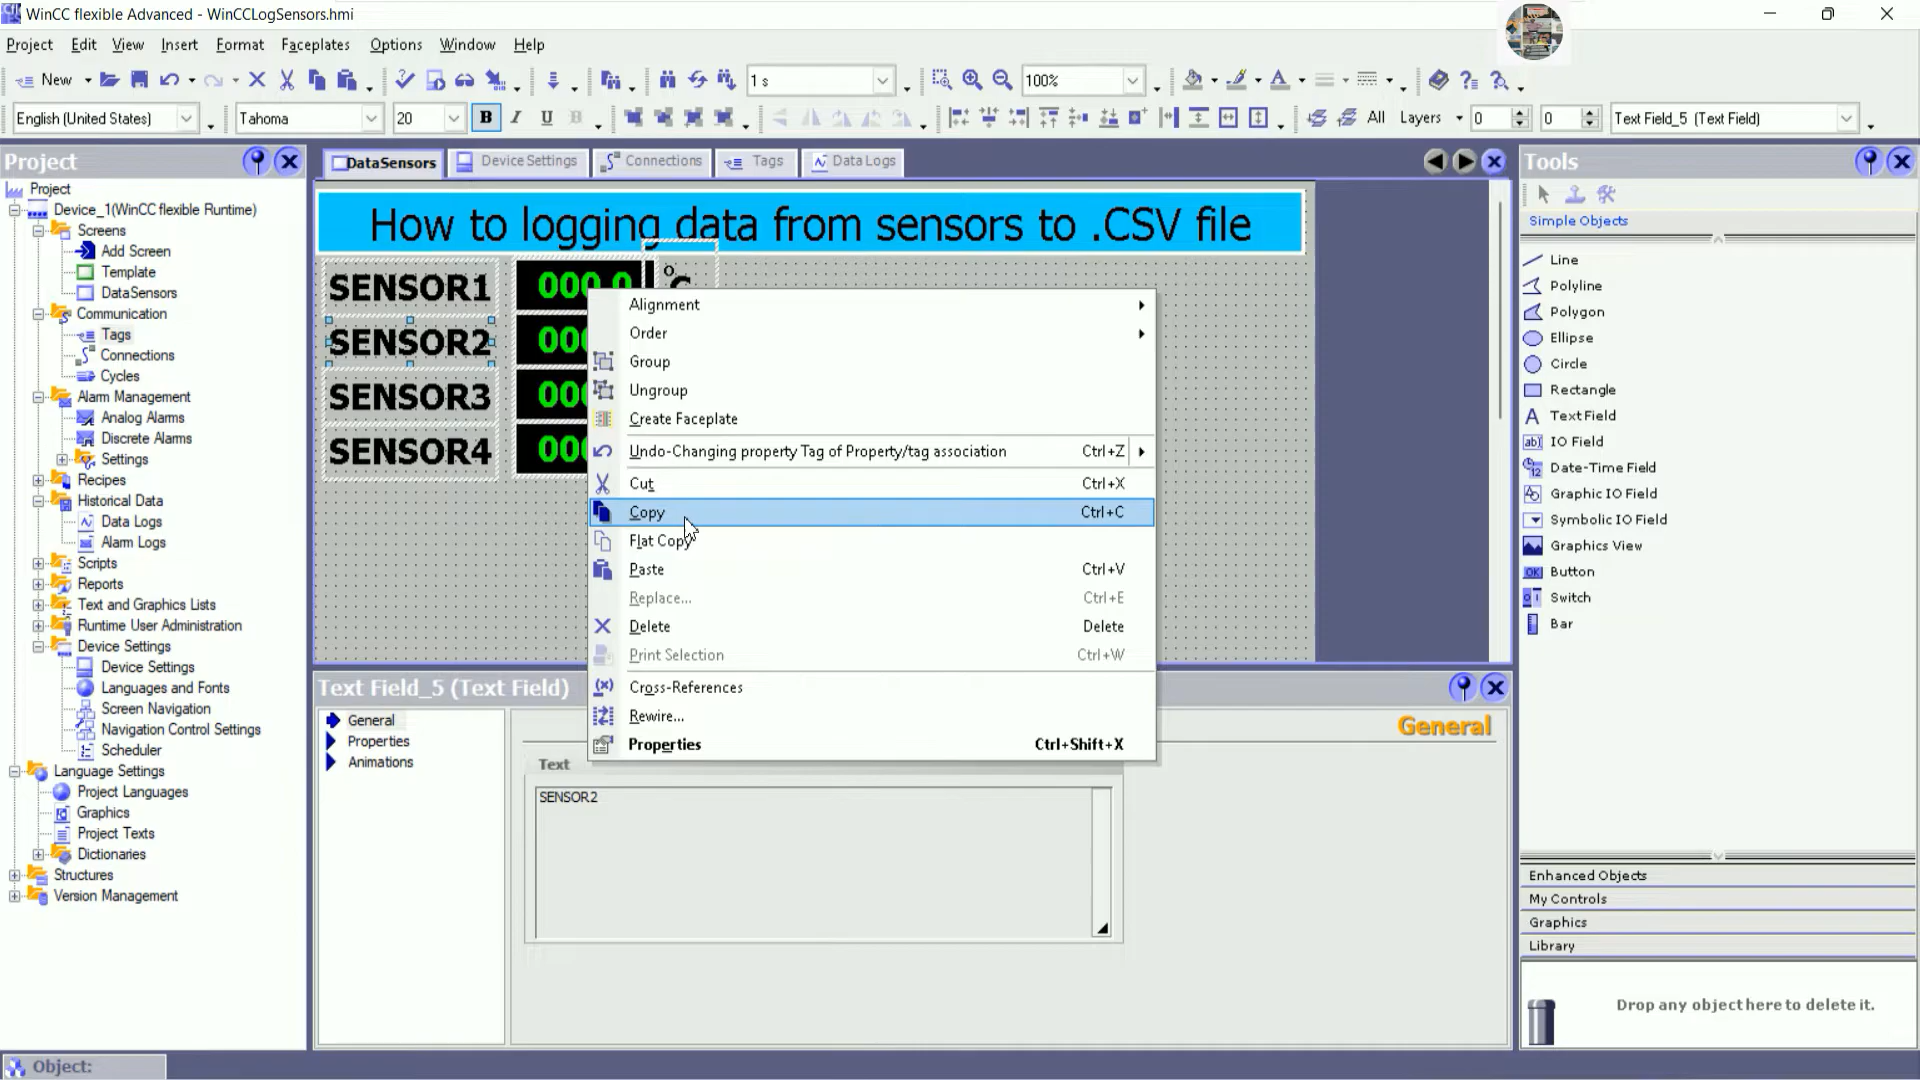 WinCC flexible Advanced - WinCCLogSensors.hmi
Project Edit View Insert Format Faceplates Options Window Help
New 1 s 100%
English (United States) Tahoma 20 B I U B All Layers 0 0 Text Field_5 (Text Field)
Project
Project
Device_1(WinCC flexible Runtime)
Screens
Add Screen
Template
DataSensors
Communication
Tags
Connections
Cycles
Alarm Management
Analog Alarms
Discrete Alarms
Settings
Recipes
Historical Data
Data Logs
Alarm Logs
Scripts
Reports
Text and Graphics Lists
Runtime User Administration
Device Settings
Device Settings
Languages and Fonts
Screen Navigation
Navigation Control Settings
Scheduler
Language Settings
Project Languages
Graphics
Project Texts
Dictionaries
Structures
Version Management
Object:
DataSensors Device Settings Connections Tags Data Logs
How to logging data from sensors to .CSV file
SENSOR1 000.0 °C
SENSOR2 000
SENSOR3 000
SENSOR4 000
Alignment
Order
Group
Ungroup
Create Faceplate
Undo-Changing property Tag of Property/tag association Ctrl+Z
Cut Ctrl+X
Copy Ctrl+C
Flat Copy
Paste Ctrl+V
Replace... Ctrl+E
Delete Delete
Print Selection Ctrl+W
Cross-References
Rewire...
Properties Ctrl+Shift+X
Text Field_5 (Text Field)
General
Properties
Animations
General
Text
SENSOR2
Tools
Simple Objects
Line
Polyline
Polygon
Ellipse
Circle
Rectangle
A TextField
IO Field
Date-Time Field
Graphic IO Field
Symbolic IO Field
Graphics View
OK Button
Switch
Bar
Enhanced Objects
My Controls
Graphics
Library
Drop any object here to delete it.